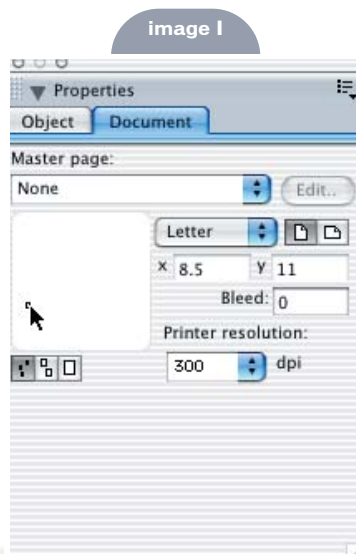 image I
Properties
Object Document
Master page:
None Edit..
Letter
x 8.5 y 11
Bleed: 0
Printer resolution:
300 dpi